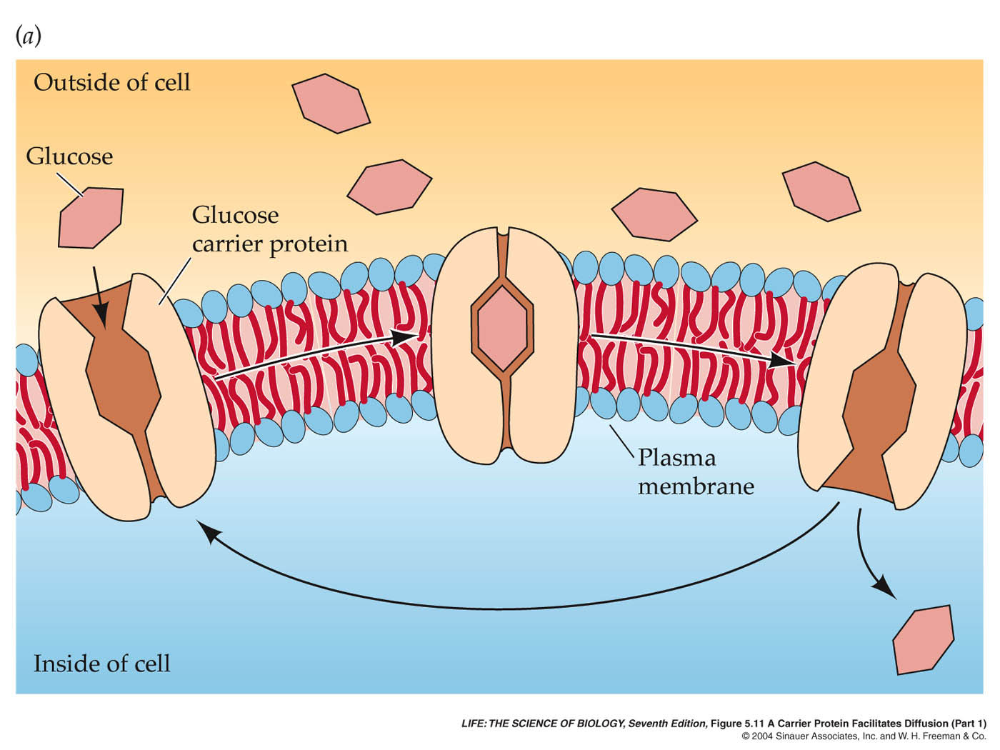 (a)
Outside of cell
Glucose
Glucose
carrier protein
Plasma
membrane
Inside of cell
LIFE: THE SCIENCE OF BIOLOGY, Seventh Edition, Figure 5.11 A Carrier Protein Facilitates Diffusion (Part 1)
© 2004 Sinauer Associates, Inc. and W. H. Freeman & Co.